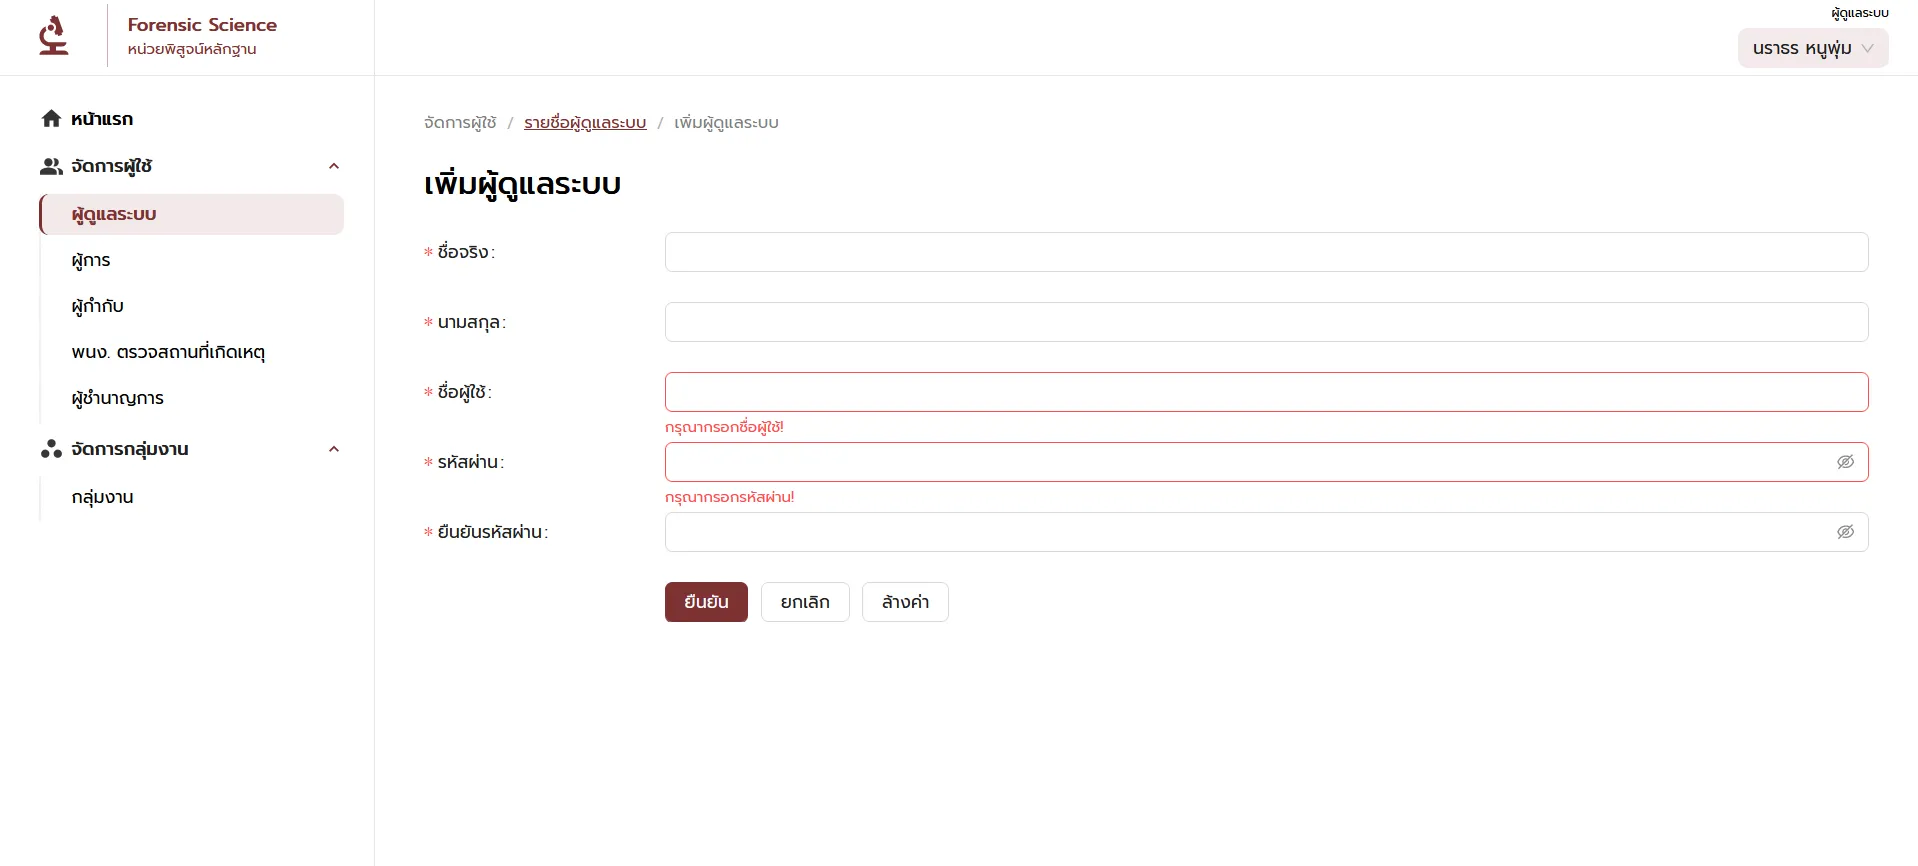 Forensic Science
หน่วยพิสูจน์หลักฐาน
ผู้ดูแลระบบ
นราธร หนูพุ่ม
หน้าแรก
จัดการผู้ใช้
ผู้ดูแลระบบ
ผู้การ
ผู้กำกับ
พนง. ตรวจสถานที่เกิดเหตุ
ผู้ชำนาญการ
จัดการกลุ่มงาน
กลุ่มงาน
จัดการผู้ใช้ / รายชื่อผู้ดูแลระบบ / เพิ่มผู้ดูแลระบบ
เพิ่มผู้ดูแลระบบ
* ชื่อจริง:
* นามสกุล:
* ชื่อผู้ใช้:
กรุณากรอกชื่อผู้ใช้!
* รหัสผ่าน:
กรุณากรอกรหัสผ่าน!
* ยืนยันรหัสผ่าน:
ยืนยัน ยกเลิก ล้างค่า